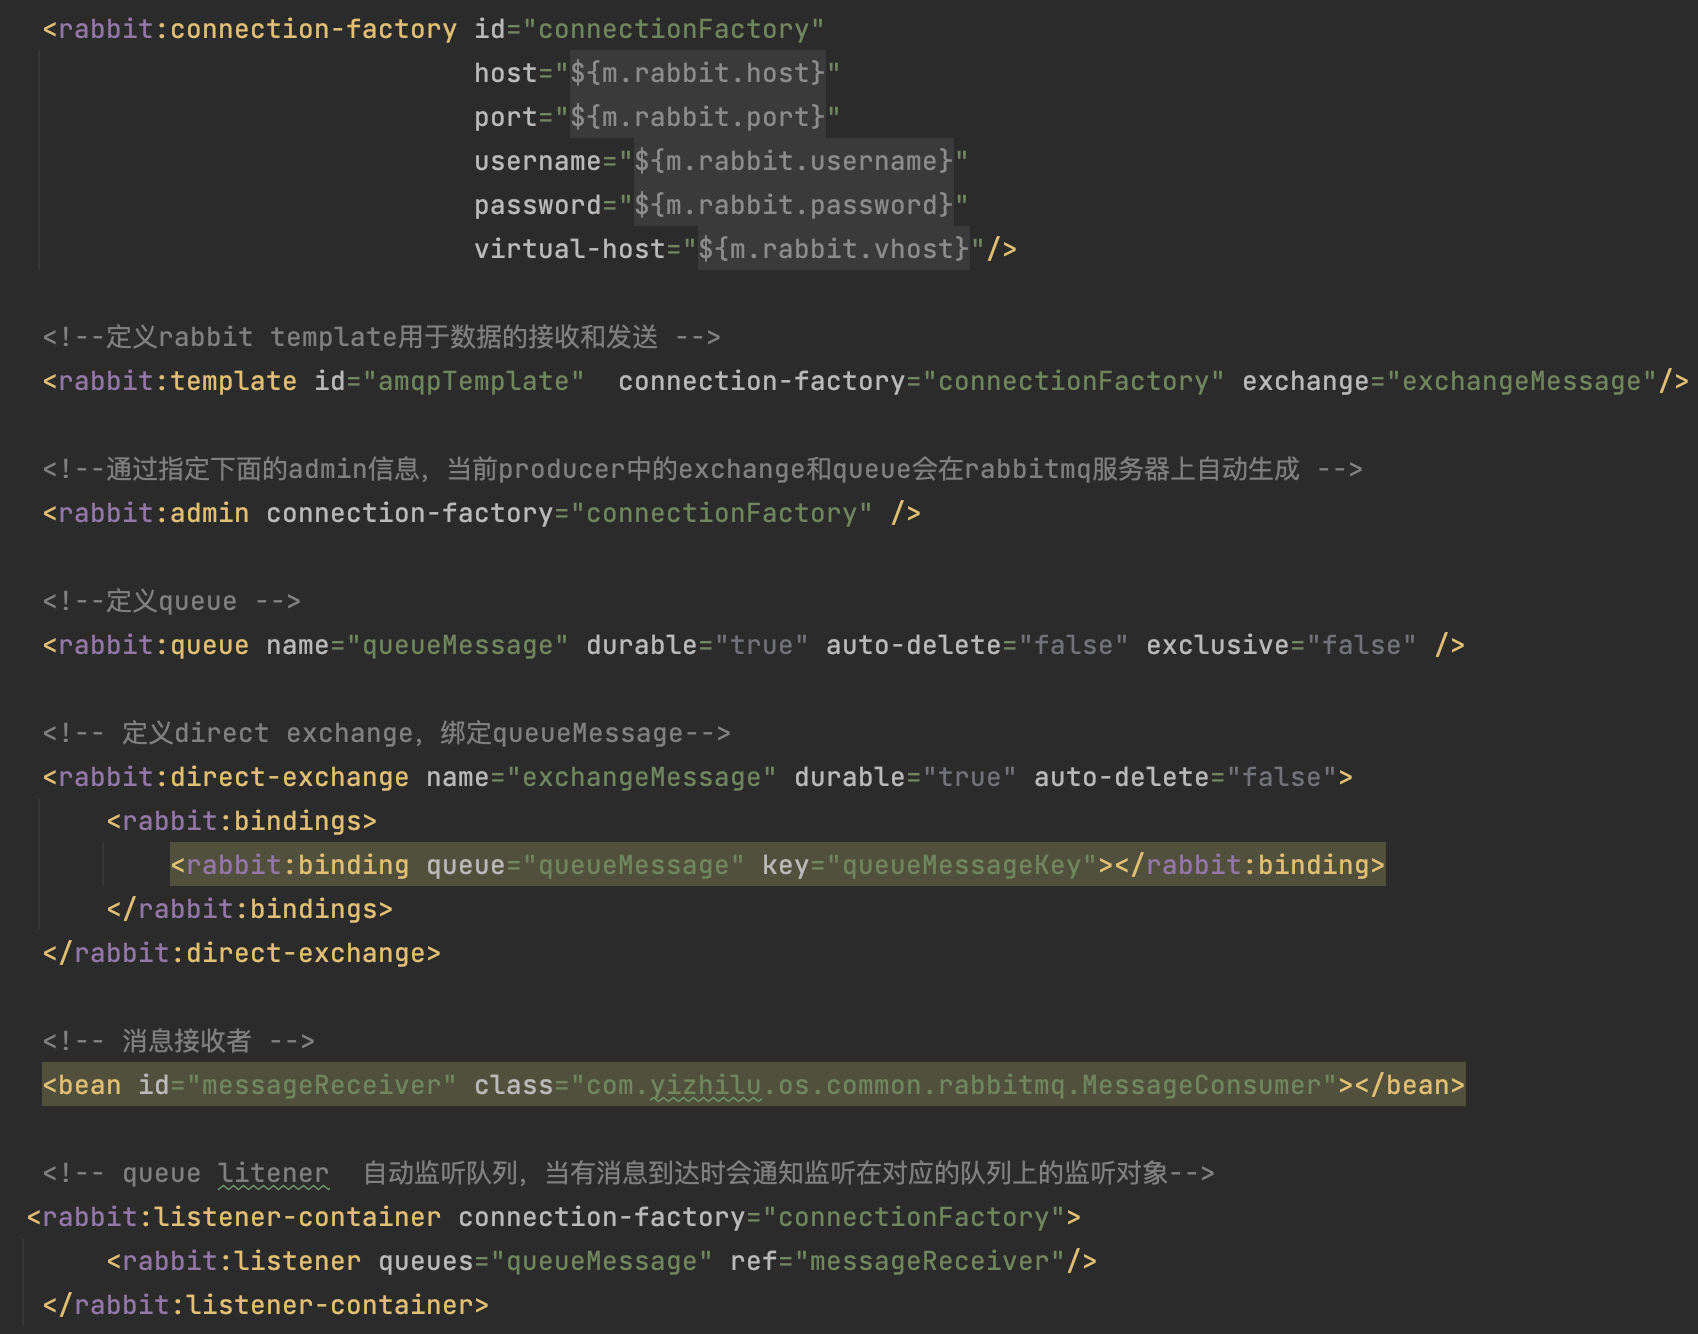 <rabbit:connection-factory id="connectionFactory"
host="${m.rabbit.host}"
port="${m.rabbit.port}"
username="${m.rabbit.username}"
password="${m.rabbit.password}"
virtual-host="${m.rabbit.vhost}"/>
<!--定义rabbit template用于数据的接收和发送 -->
<rabbit:template id="amqpTemplate"  connection-factory="connectionFactory" exchange="exchangeMessage"/>
<!--通过指定下面的admin信息，当前producer中的exchange和queue会在rabbitmq服务器上自动生成 -->
<rabbit:admin connection-factory="connectionFactory" />
<!--定义queue -->
<rabbit:queue name="queueMessage" durable="true" auto-delete="false" exclusive="false" />
<!-- 定义direct exchange，绑定queueMessage-->
<rabbit:direct-exchange name="exchangeMessage" durable="true" auto-delete="false">
<rabbit:bindings>
<rabbit:binding queue="queueMessage" key="queueMessageKey"></rabbit:binding>
</rabbit:bindings>
</rabbit:direct-exchange>
<!-- 消息接收者 -->
<bean id="messageReceiver" class="com.yizhilu.os.common.rabbitmq.MessageConsumer"></bean>
<!-- queue litener  自动监听队列，当有消息到达时会通知监听在对应的队列上的监听对象-->
<rabbit:listener-container connection-factory="connectionFactory">
<rabbit:listener queues="queueMessage" ref="messageReceiver"/>
</rabbit:listener-container>